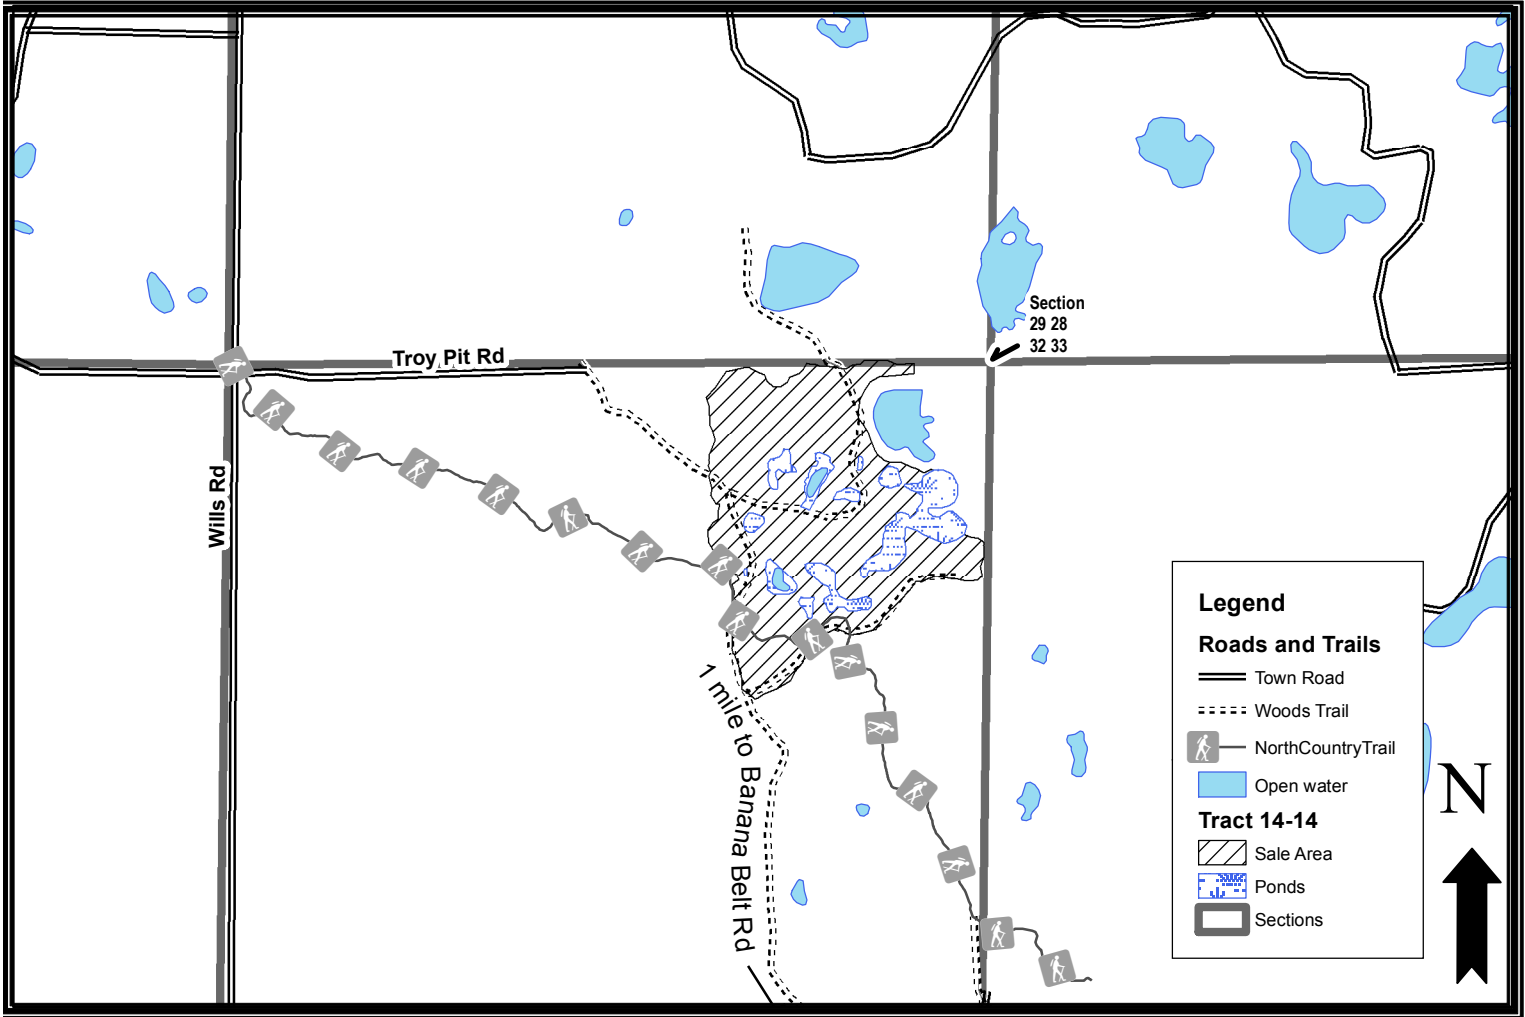 Section
29 28
32 33
Troy Pit Rd
Wills Rd
1 mile to Banana Belt Rd
Legend
Roads and Trails
Town Road
Woods Trail
NorthCountryTrail
Open water
Tract 14-14
Sale Area
Ponds
Sections
N